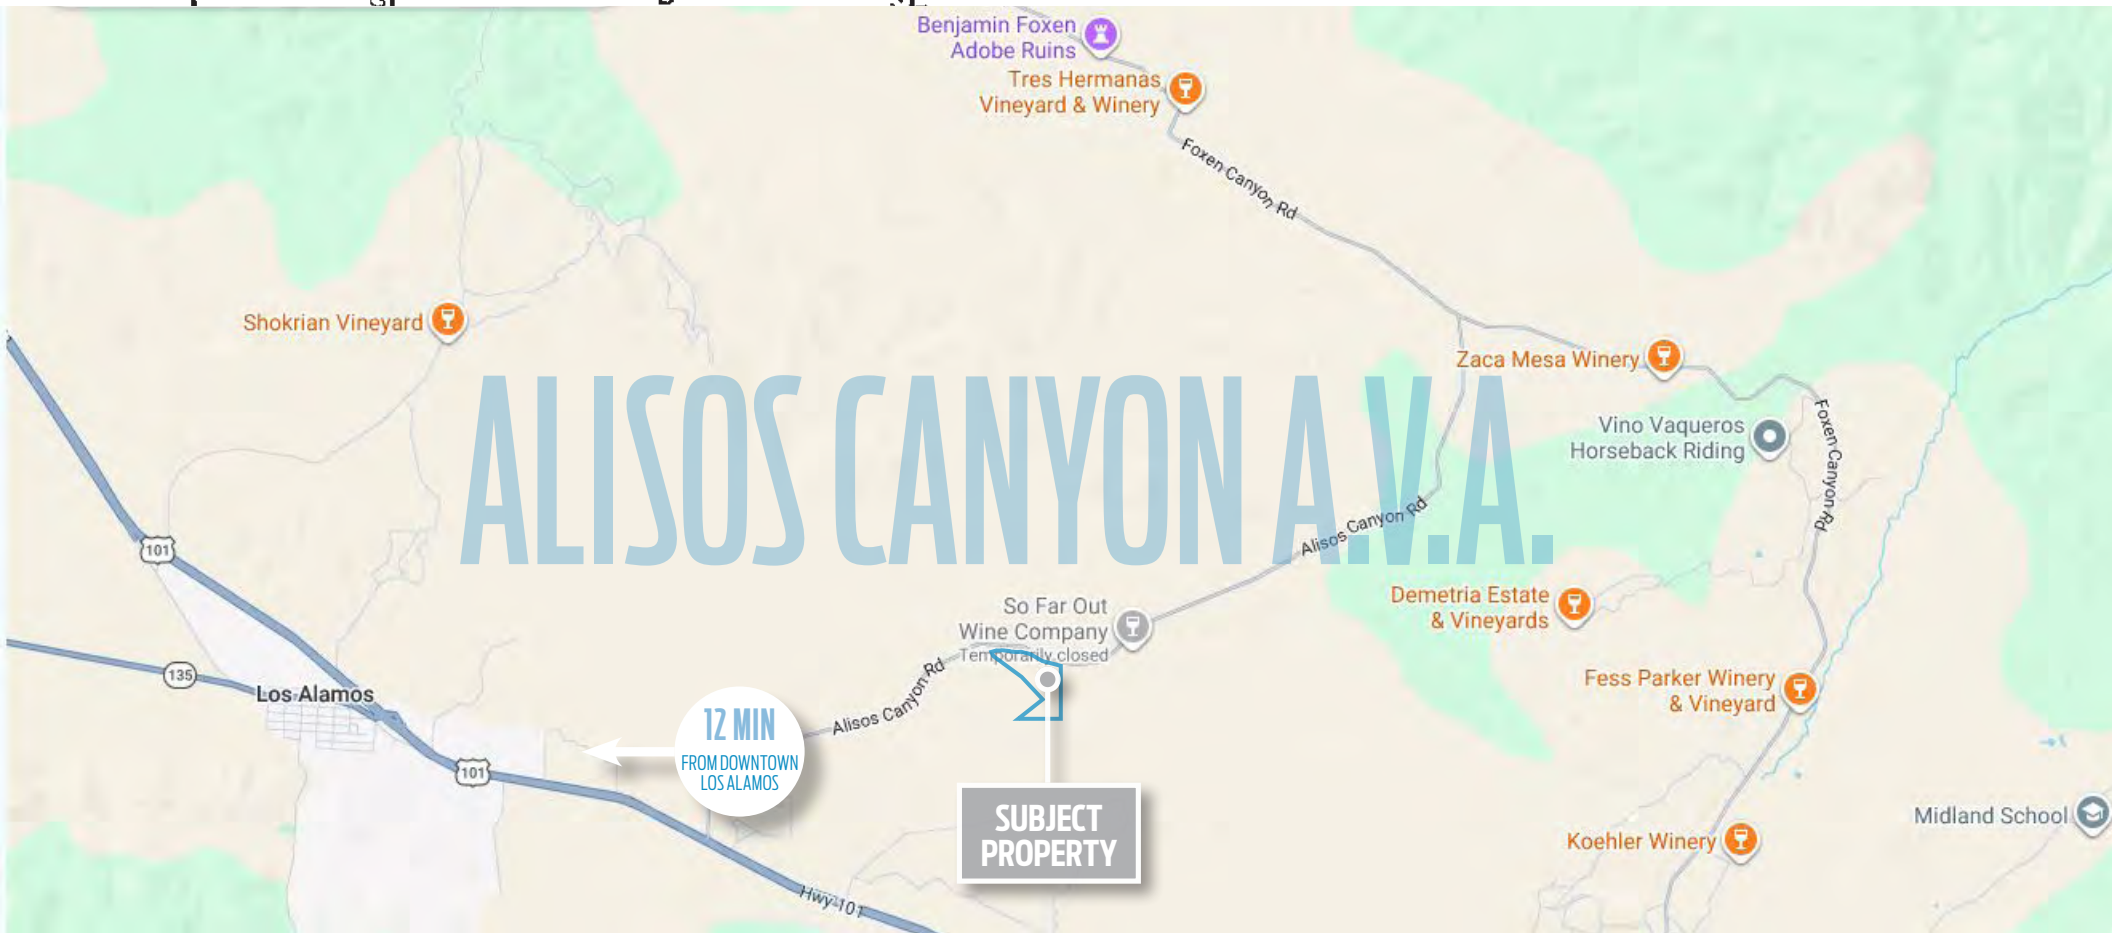 Benjamin Foxen
Adobe Ruins
Tres Hermanas
Vineyard & Winery
Foxen Canyon Rd
Shokrian Vineyard
Zaca Mesa Winery
ALISOS CANYON A.V.A.
Vino Vaqueros
Horseback Riding
Foxen Canyon Rd
Alisos Canyon Rd
101
Demetria Estate
& Vineyards
So Far Out
Wine Company
Temporarily closed
135
Los Alamos
Alisos Canyon Rd
Fess Parker Winery
& Vineyard
12 MIN
FROM DOWNTOWN
LOS ALAMOS
101
SUBJECT
PROPERTY
Midland School
Koehler Winery
Hwy-101